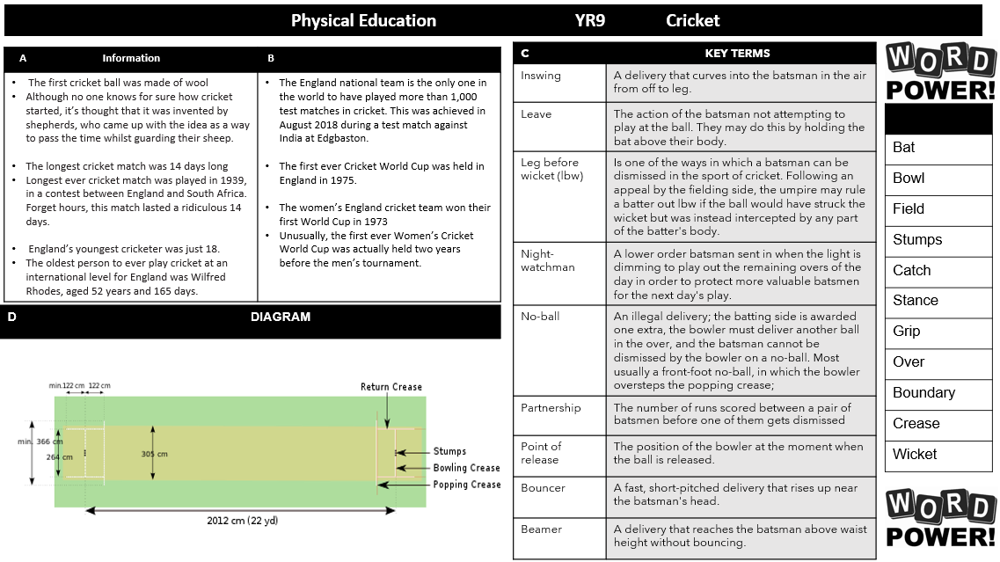 Physical Education YR9 Cricket
A Information B
• The first cricket ball was made of wool
• Although no one knows for sure how cricket
started, it's thought that it was invented by
shepherds, who came up with the idea as a way
to pass the time whilst guarding their sheep.
• The longest cricket match was 14 days long
• Longest ever cricket match was played in 1939,
in a contest between England and South Africa.
Forget hours, this match lasted a ridiculous 14
days.
• England's youngest cricketer was just 18.
• The oldest person to ever play cricket at an
international level for England was Wilfred
Rhodes, aged 52 years and 165 days.
• The England national team is the only one in
the world to have played more than 1,000
test matches in cricket. This was achieved in
August 2018 during a test match against
India at Edgbaston.
• The first ever Cricket World Cup was held in
England in 1975.
• The women's England cricket team won their
first World Cup in 1973
• Unusually, the first ever Women's Cricket
World Cup was actually held two years
before the men's tournament.
D DIAGRAM
min.122 cm 122 cm
Return Crease
min. 366 cm
264 cm
305 cm
Stumps
Bowling Crease
Popping Crease
2012 cm (22 yd)
C KEY TERMS
Inswing
A delivery that curves into the batsman in the air
from off to leg.
Leave
The action of the batsman not attempting to
play at the ball. They may do this by holding the
bat above their body.
Leg before
wicket (lbw)
Is one of the ways in which a batsman can be
dismissed in the sport of cricket. Following an
appeal by the fielding side, the umpire may rule
a batter out lbw if the ball would have struck the
wicket but was instead intercepted by any part
of the batter's body.
Night-
watchman
A lower order batsman sent in when the light is
dimming to play out the remaining overs of the
day in order to protect more valuable batsmen
for the next day's play.
No-ball
An illegal delivery; the batting side is awarded
one extra, the bowler must deliver another ball
in the over, and the batsman cannot be
dismissed by the bowler on a no-ball. Most
usually a front-foot no-ball, in which the bowler
oversteps the popping crease;
Partnership
The number of runs scored between a pair of
batsmen before one of them gets dismissed
Point of
release
The position of the bowler at the moment when
the ball is released.
Bouncer
A fast, short-pitched delivery that rises up near
the batsman's head.
Beamer
A delivery that reaches the batsman above waist
height without bouncing.
WORD
POWER!
Bat
Bowl
Field
Stumps
Catch
Stance
Grip
Over
Boundary
Crease
Wicket
WORD
POWER!